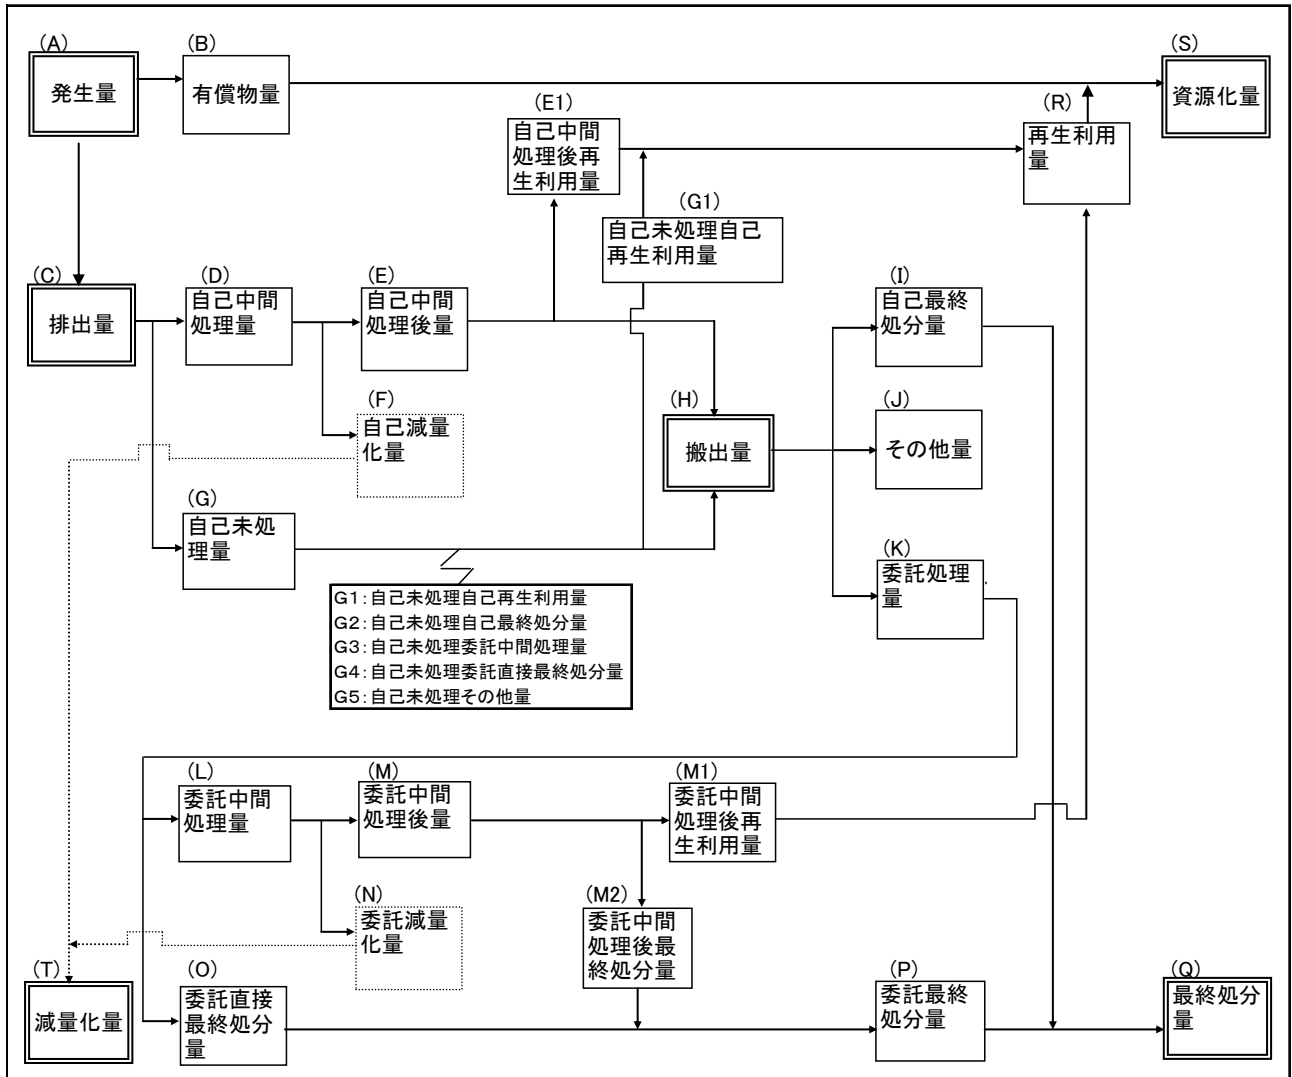 (A)
発生量
(B)
有償物量
(S)
資源化量
(E1)
自己中間
処理後再
生利用量
(R)
再生利用
量
(G1)
自己未処理自己
再生利用量
(C)
排出量
(D)
自己中間
処理量
(E)
自己中間
処理後量
(I)
自己最終
処分量
(F)
自己減量
化量
(H)
搬出量
(J)
その他量
(G)
自己未処
理量
(K)
委託処理
量
G1:自己未処理自己再生利用量
G2:自己未処理自己最終処分量
G3:自己未処理委託中間処理量
G4:自己未処理委託直接最終処分量
G5:自己未処理その他量
(L)
委託中間
処理量
(M)
委託中間
処理後量
(M1)
委託中間
処理後再
生利用量
(N)
委託減量
化量
(M2)
委託中間
処理後最
終処分量
(T)
減量化量
(O)
委託直接
最終処分
量
(P)
委託最終
処分量
(Q)
最終処分
量